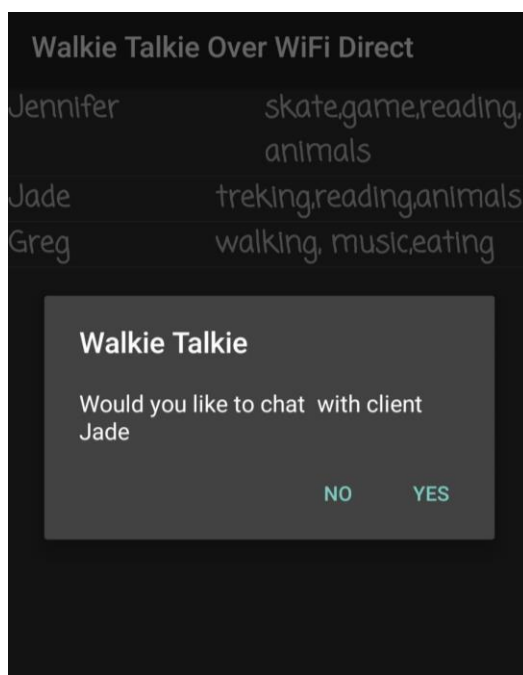 Walkie Talkie Over WiFi Direct
Jennifer skate,game,reading,
animals
Jade treking,reading,animals
Greg walking, music,eating
Walkie Talkie
Would you like to chat  with client
Jade
NO YES